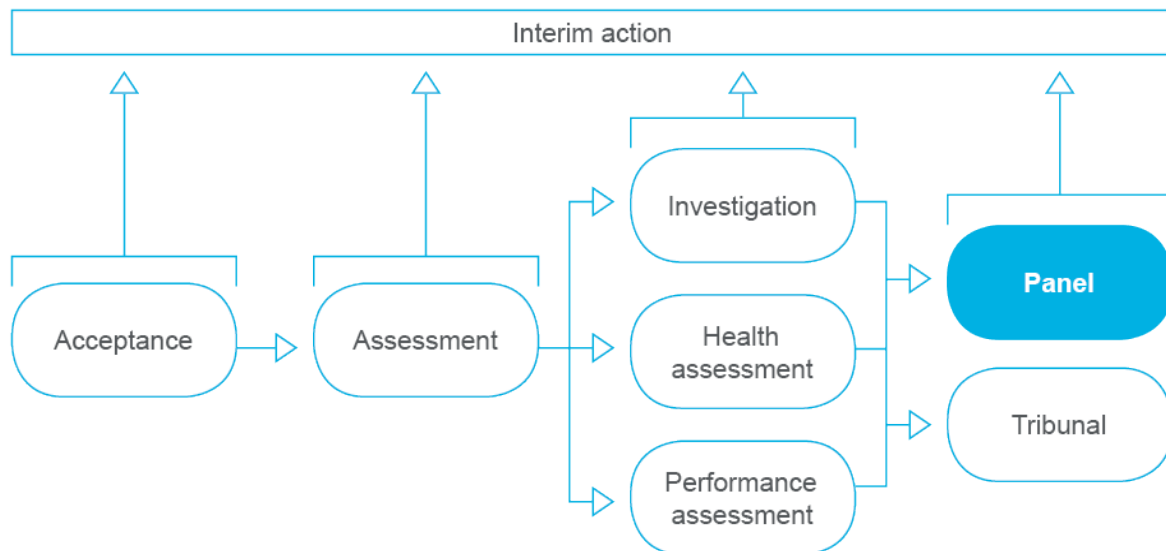 Interim action
Acceptance
Assessment
Investigation
Health
assessment
Performance
assessment
Panel
Tribunal